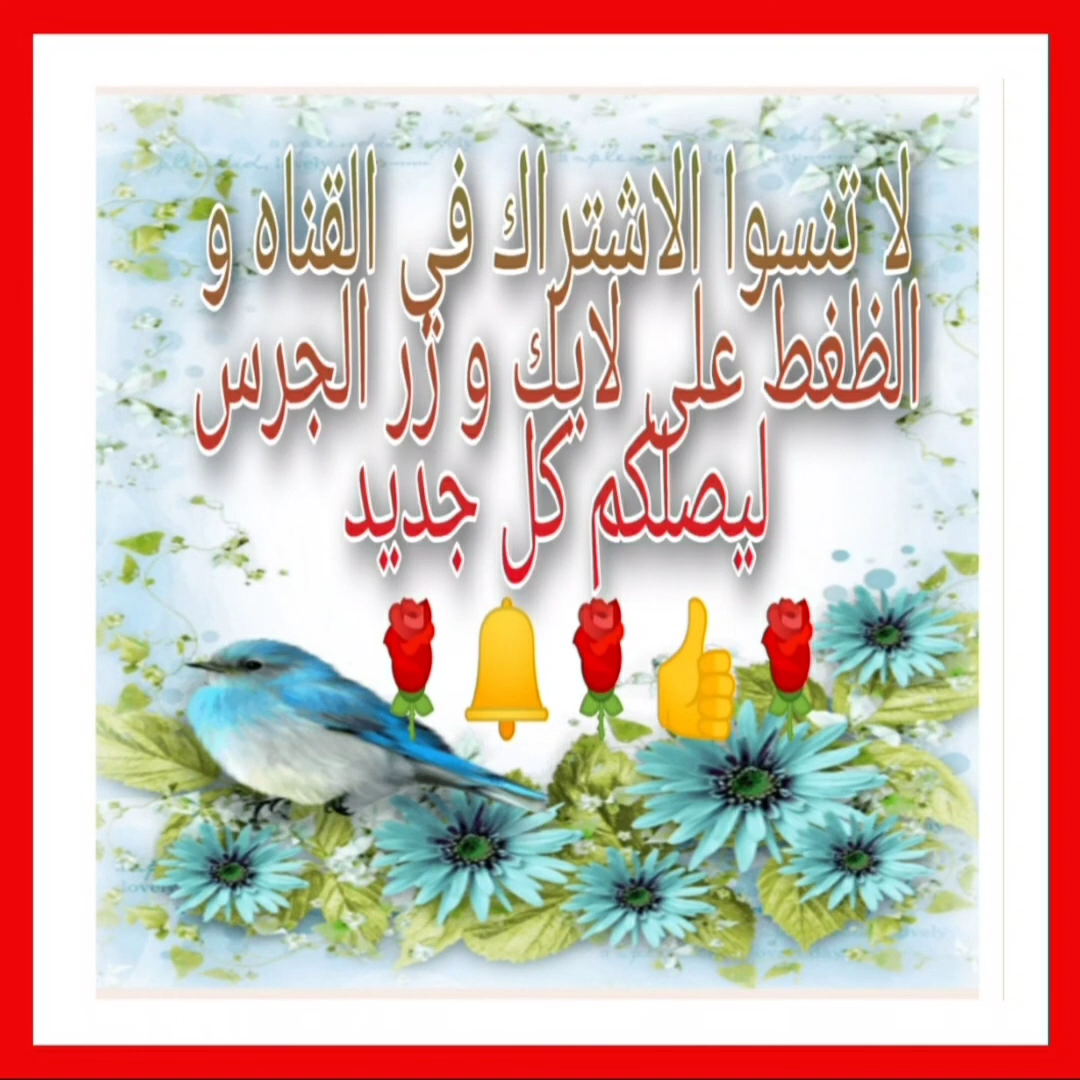 لا تنسوا الاشتراك في القناه و
الظغط على لايك و زر الجرس
ليصلكم كل جديد
🌹🔔🌹👍🌹